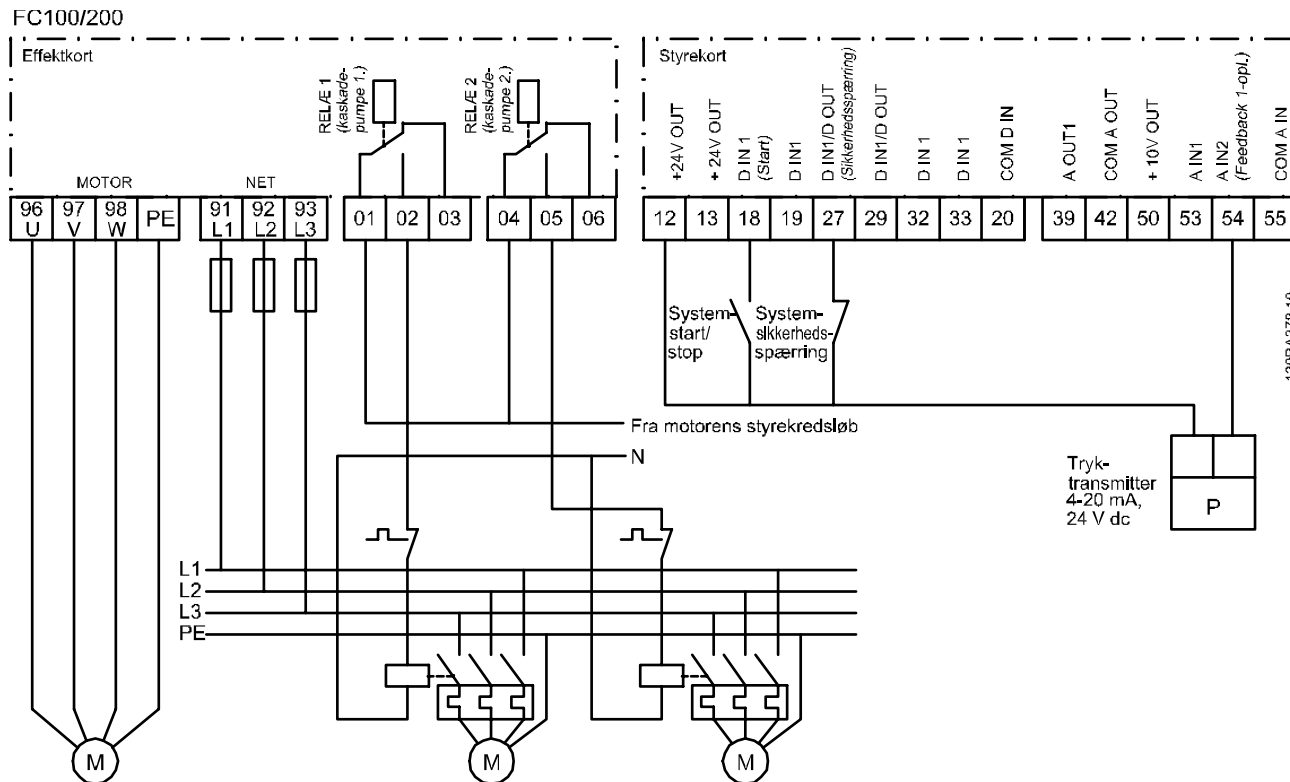 FC100/200
Effektkort
RELÆ 1
(kaskade-
pumpe 1.)
RELÆ 2
(kaskade-
pumpe 2.)
MOTOR
NET
96
U
97
V
98
W
PE
91
L1
92
L2
93
L3
01
02
03
04
05
06
Styrekort
+24V OUT
+ 24V OUT
D IN 1
(Start)
D IN1
D IN1/D OUT
(Sikkerhedsspærring)
D IN1/D OUT
D IN 1
D IN 1
COM D IN
A OUT1
COM A OUT
+ 10V OUT
A IN1
A IN2
(Feedback 1-opl.)
COM A IN
12
13
18
19
27
29
32
33
20
39
42
50
53
54
55
System-
start/
stop
System-
sikkerheds-
spærring
Fra motorens styrekredsløb
N
Tryk-
transmitter
4-20 mA,
24 V dc
P
L1
L2
L3
PE
M
M
M